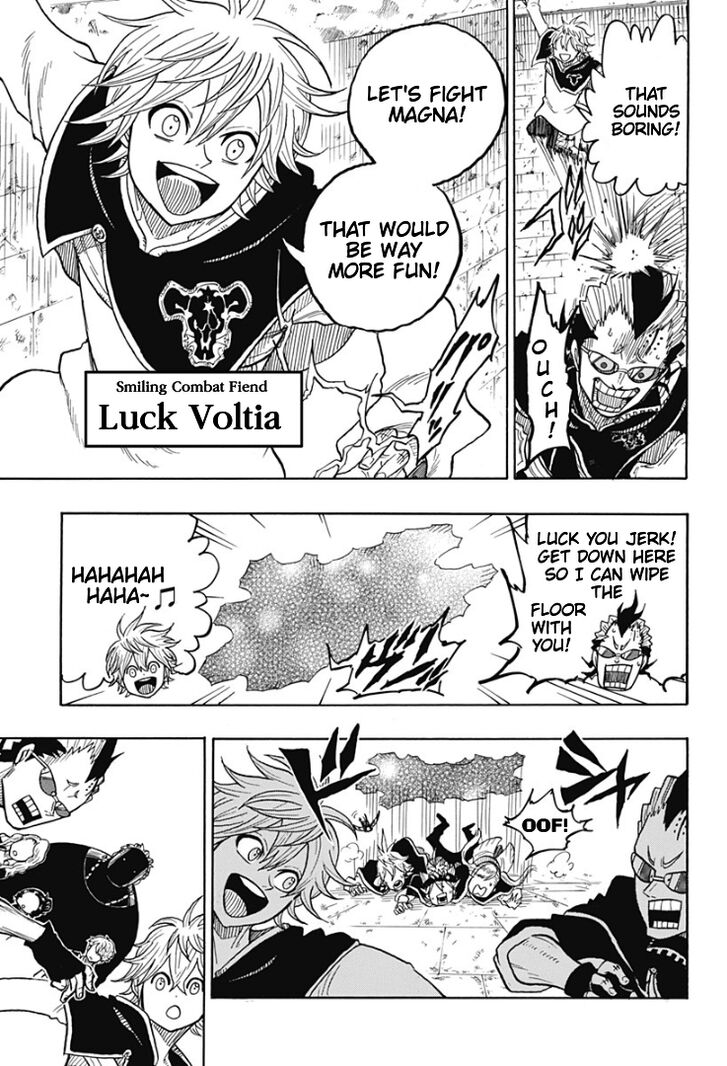 THAT
SOUNDS
BORING!
OUCH!
LET'S FIGHT
MAGNA!
THAT WOULD
BE WAY
MORE FUN!
Smiling Combat Fiend
Luck Voltia
LUCK YOU JERK!
GET DOWN HERE
SO I CAN WIPE
THE
FLOOR
WITH
YOU!
HAHAHAH
HAHA~♫
OOF!